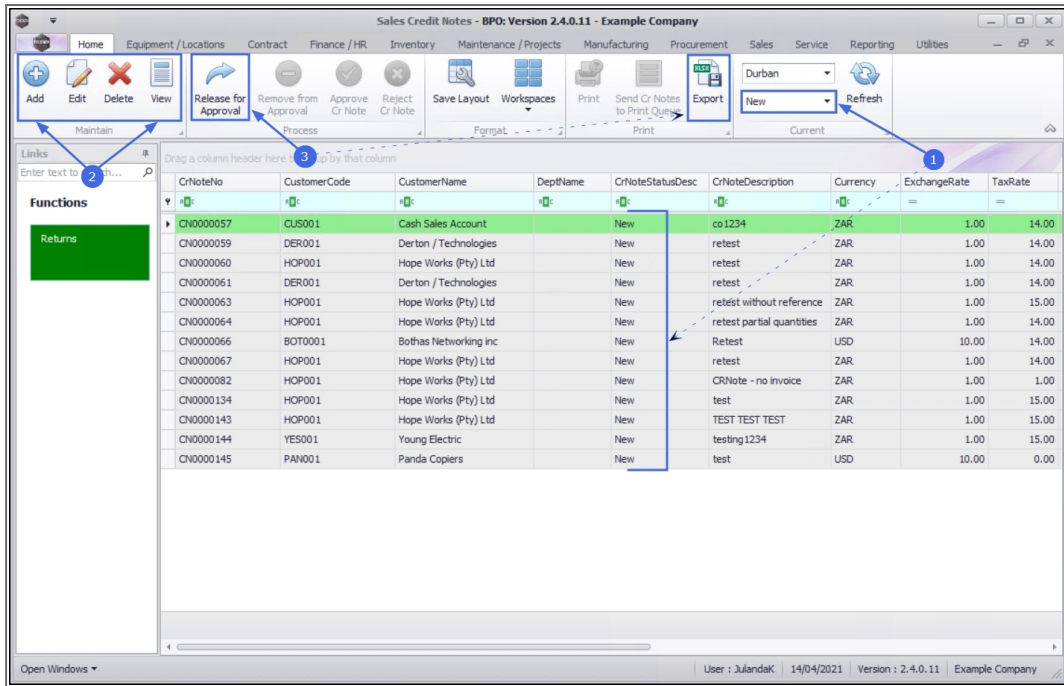 Sales Credit Notes - BPO: Version 2.4.0.11 - Example Company
Home Equipment / Locations Contract Finance / HR Inventory Maintenance / Projects Manufacturing Procurement Sales Service Reporting Utilities
Add Edit Delete View Release for Approval Remove from Approval Approve Cr Note Reject Cr Note Save Layout Workspaces Print Send Cr Notes to Print Queue Export Durban New Refresh
Maintain Process Format Print Current
1
2
3
Links
Drag a column header here to up by that column
Enter text to
Functions
Returns
CrNoteNo CustomerCode CustomerName DeptName CrNoteStatusDesc CrNoteDescription Currency ExchangeRate TaxRate
CN0000057 CUS001 Cash Sales Account New co1234 ZAR 1.00 14.00
CN0000059 DER001 Derton / Technologies New retest ZAR 1.00 14.00
CN0000060 HOP001 Hope Works (Pty) Ltd New retest ZAR 1.00 14.00
CN0000061 DER001 Derton / Technologies New retest ZAR 1.00 14.00
CN0000063 HOP001 Hope Works (Pty) Ltd New retest without reference ZAR 1.00 15.00
CN0000064 HOP001 Hope Works (Pty) Ltd New retest partial quantities ZAR 1.00 14.00
CN0000066 BOT0001 Bothas Networking inc New Retest USD 10.00 14.00
CN0000067 HOP001 Hope Works (Pty) Ltd New retest ZAR 1.00 14.00
CN0000082 HOP001 Hope Works (Pty) Ltd New CRNote - no invoice ZAR 1.00 1.00
CN0000134 HOP001 Hope Works (Pty) Ltd New test ZAR 1.00 15.00
CN0000143 HOP001 Hope Works (Pty) Ltd New TEST TEST TEST ZAR 1.00 15.00
CN0000144 YES001 Young Electric New testing1234 ZAR 1.00 15.00
CN0000145 PAN001 Panda Copiers New test USD 10.00 0.00
Open Windows User : JulandaK 14/04/2021 Version : 2.4.0.11 Example Company